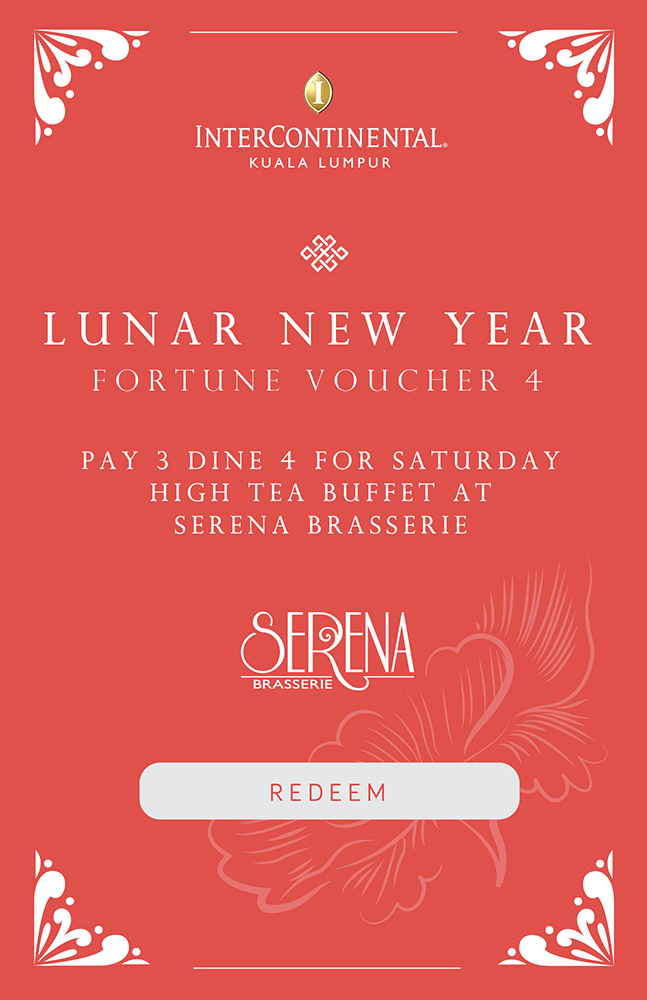 I
INTERCONTINENTAL®
KUALA LUMPUR
LUNAR NEW YEAR
FORTUNE VOUCHER 4
PAY 3 DINE 4 FOR SATURDAY
HIGH TEA BUFFET AT
SERENA BRASSERIE
SERENA
BRASSERIE
REDEEM